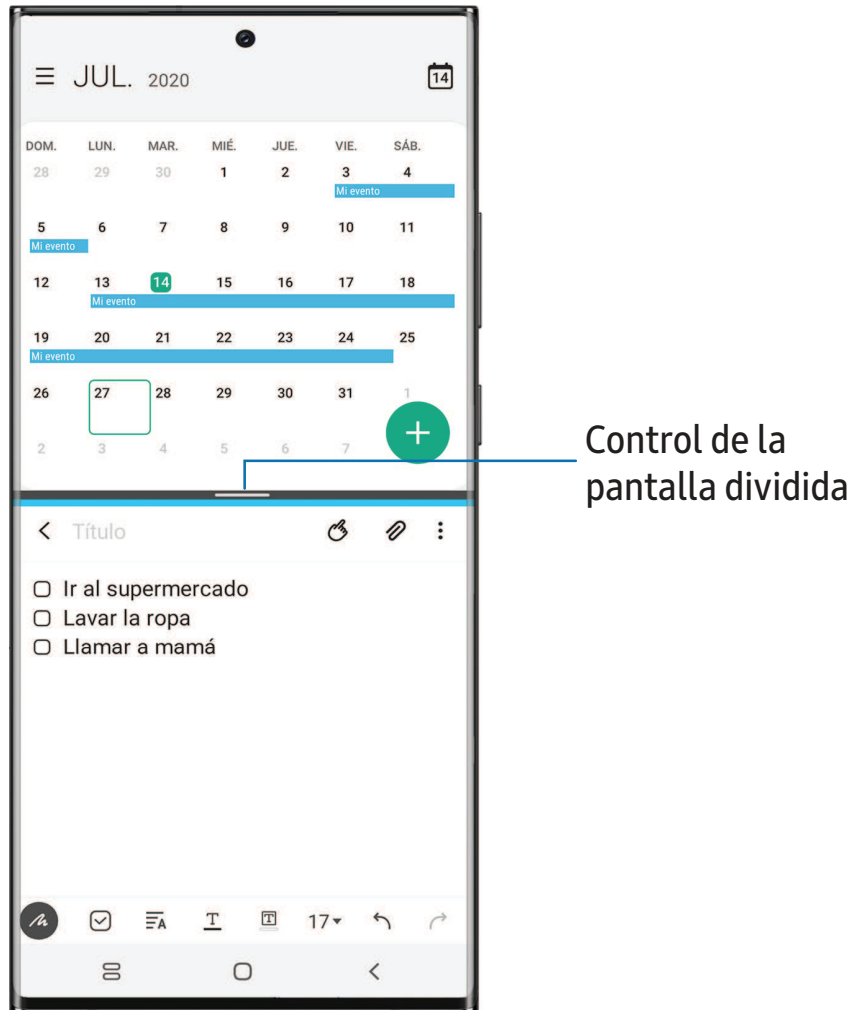 JUL. 2020
14
DOM. LUN. MAR. MIÉ. JUE. VIE. SÁB.
28 29 30 1 2 3 4
Mi evento
5 6 7 8 9 10 11
Mi evento
12 13 14 15 16 17 18
Mi evento
19 20 21 22 23 24 25
Mi evento
26 27 28 29 30 31 1
2 3 4 5 6 7
Control de la
pantalla dividida
Título
Ir al supermercado
Lavar la ropa
Llamar a mamá
A T T 17